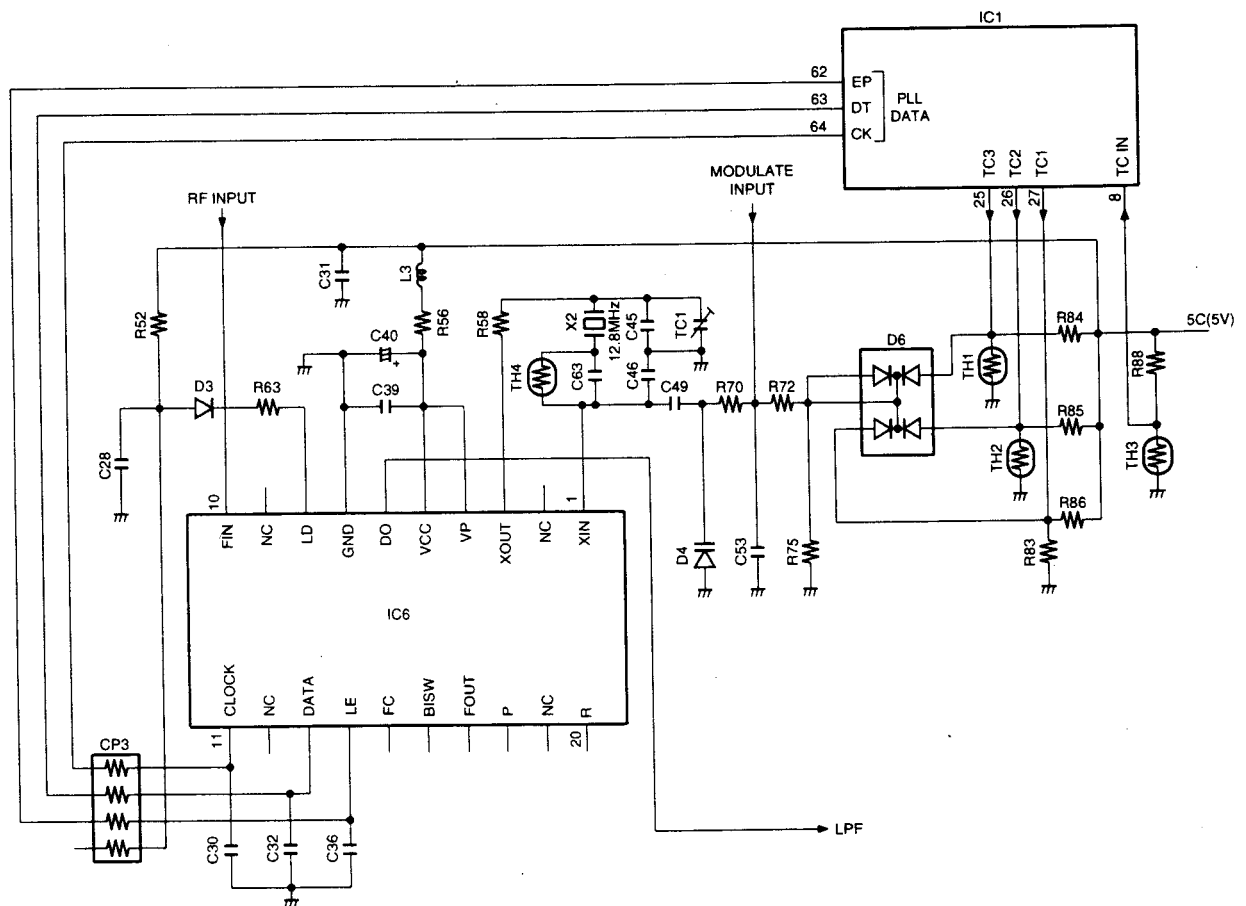 IC1
62
EP
63
DT
PLL DATA
64
CK
TC3
TC2
TC1
TC IN
25
26
27
8
RF INPUT
MODULATE INPUT
C31
L3
R52
R56
R58
X2
12.8MHz
C45
TC1
C40
+
TH4
C63
C46
C39
D3
R63
C49
R70
R72
D6
R84
5C(5V)
TH1
R88
R85
TH2
TH3
R86
R83
C28
D4
C53
R75
10
1
FIN
NC
LD
GND
DO
VCC
VP
XOUT
NC
XIN
IC6
CLOCK
NC
DATA
LE
FC
BISW
FOUT
P
NC
R
11
20
CP3
C30
C32
C36
LPF